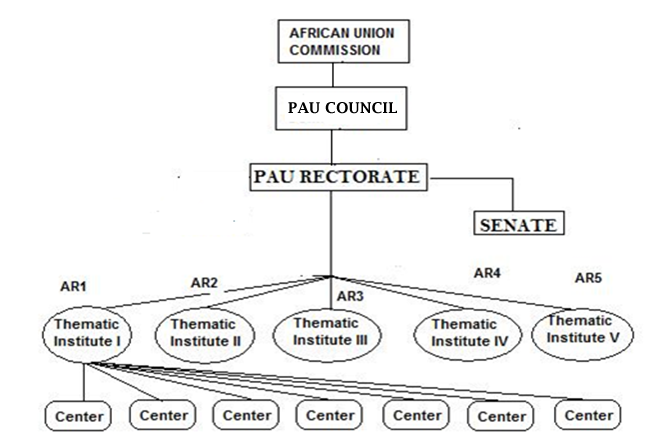 AFRICAN UNION
COMMISSION
PAU COUNCIL
PAU RECTORATE
SENATE
AR1
AR2
AR3
AR4
AR5
Thematic
Institute I
Thematic
Institute II
Thematic
Institute III
Thematic
Institute IV
Thematic
Institute V
Center
Center
Center
Center
Center
Center
Center